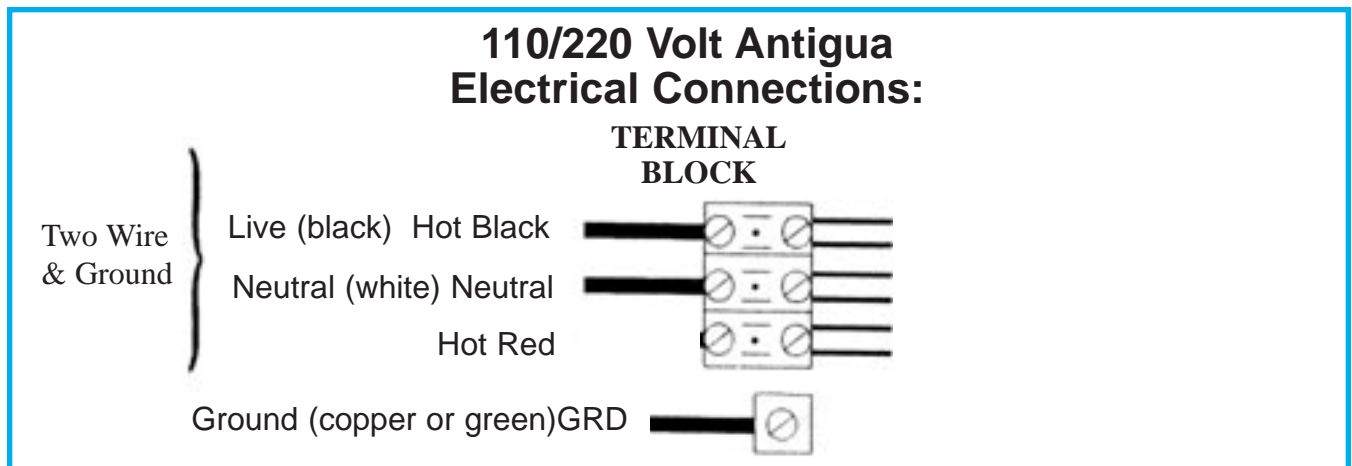 110/220 Volt Antigua
Electrical Connections:
TERMINAL
BLOCK
Two Wire
& Ground
Live (black) Hot Black
Neutral (white) Neutral
Hot Red
Ground (copper or green)GRD